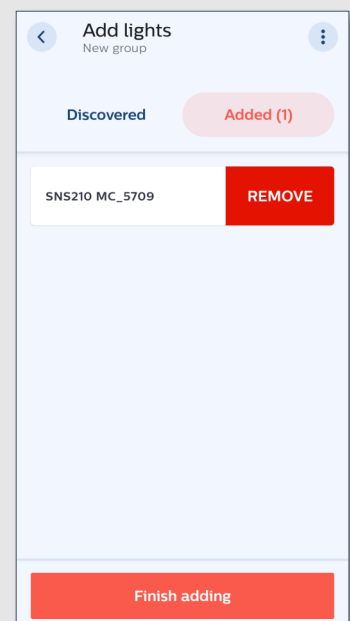 Add lights
New group
Discovered
Added (1)
SNS210 MC_5709
REMOVE
Finish adding